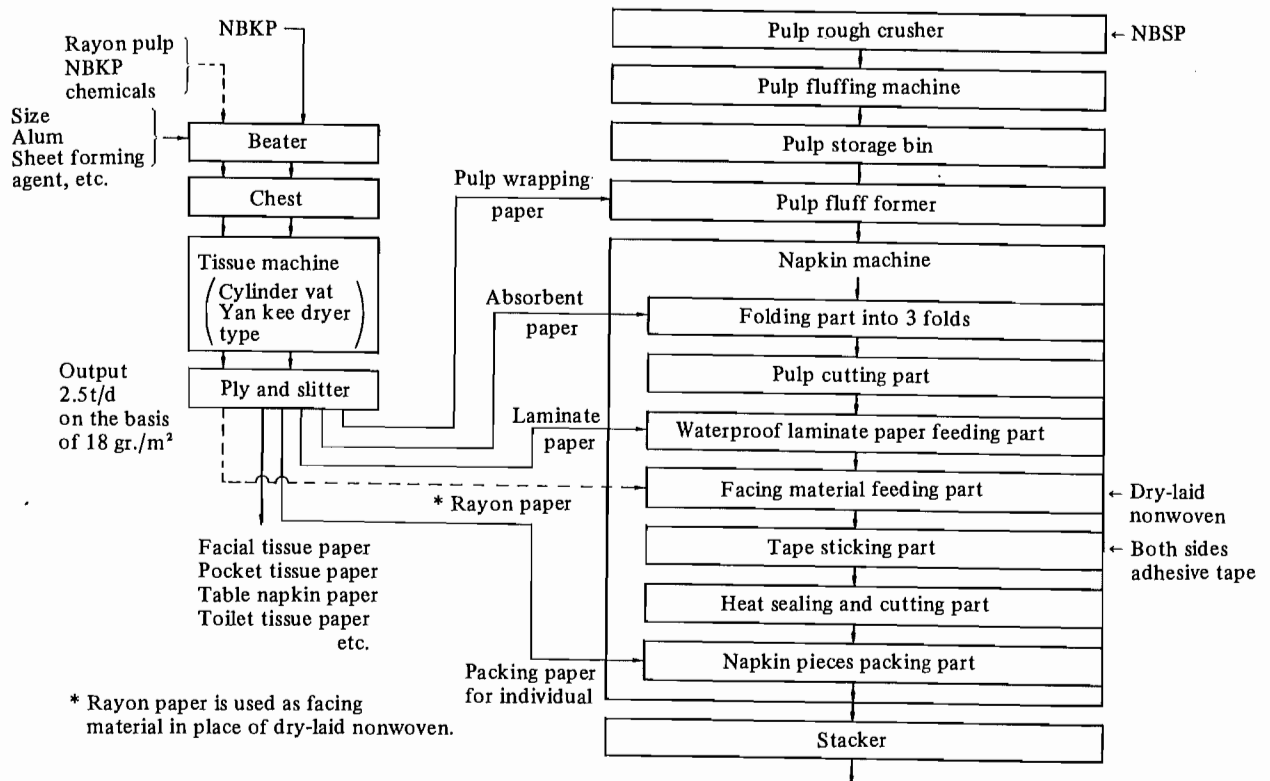 NBKP
Rayon pulp
NBKP
chemicals
Size
Alum
Sheet forming
agent, etc.
Beater
Chest
Tissue machine
Cylinder vat
Yan kee dryer
type
Output
2.5t/d
on the basis
of 18 gr./m²
Ply and slitter
Facial tissue paper
Pocket tissue paper
Table napkin paper
Toilet tissue paper
etc.
* Rayon paper is used as facing
material in place of dry-laid nonwoven.
Pulp wrapping
paper
Absorbent
paper
Laminate
paper
* Rayon paper
Packing paper
for individual
Pulp rough crusher
← NBSP
Pulp fluffing machine
Pulp storage bin
Pulp fluff former
Napkin machine
Folding part into 3 folds
Pulp cutting part
Waterproof laminate paper feeding part
Facing material feeding part
← Dry-laid
nonwoven
Tape sticking part
← Both sides
adhesive tape
Heat sealing and cutting part
Napkin pieces packing part
Stacker